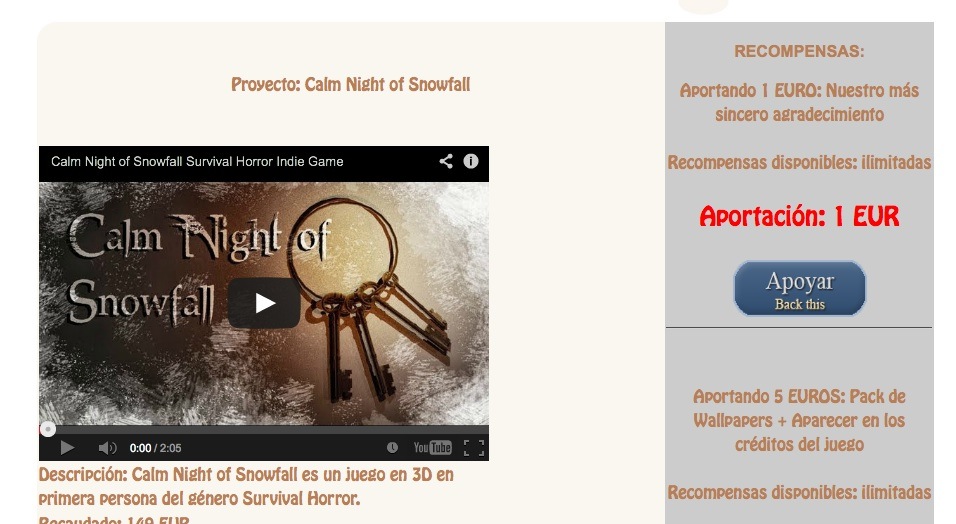 Proyecto: Calm Night of Snowfall
Calm Night of Snowfall Survival Horror Indie Game
Calm Night of
Snowfall
0:00 / 2:05
YouTube
Descripción: Calm Night of Snowfall es un juego en 3D en
primera persona del género Survival Horror.
Recaudado: 149 EUR
RECOMPENSAS:
Aportando 1 EURO: Nuestro más
sincero agradecimiento
Recompensas disponibles: ilimitadas
Aportación: 1 EUR
Apoyar
Back this
Aportando 5 EUROS: Pack de
Wallpapers + Aparecer en los
créditos del juego
Recompensas disponibles: ilimitadas